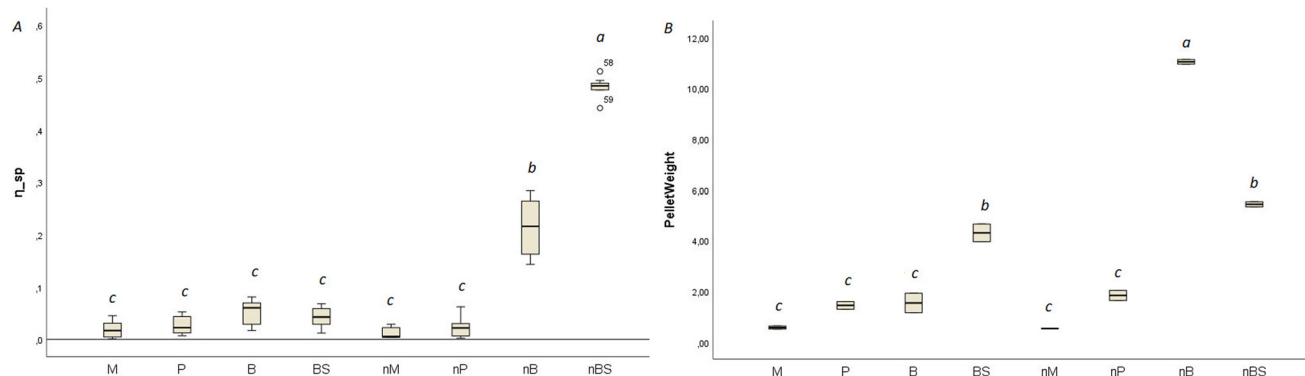 A
,6
,5
,4
,3
,2
,1
,0
η_sp
a
58
59
b
c
c
c
c
c
c
M P B BS nM nP nB nBS
B
12,00
10,00
8,00
6,00
4,00
2,00
,00
PelletWeight
a
b
b
c
c
c
c
c
M P B BS nM nP nB nBS